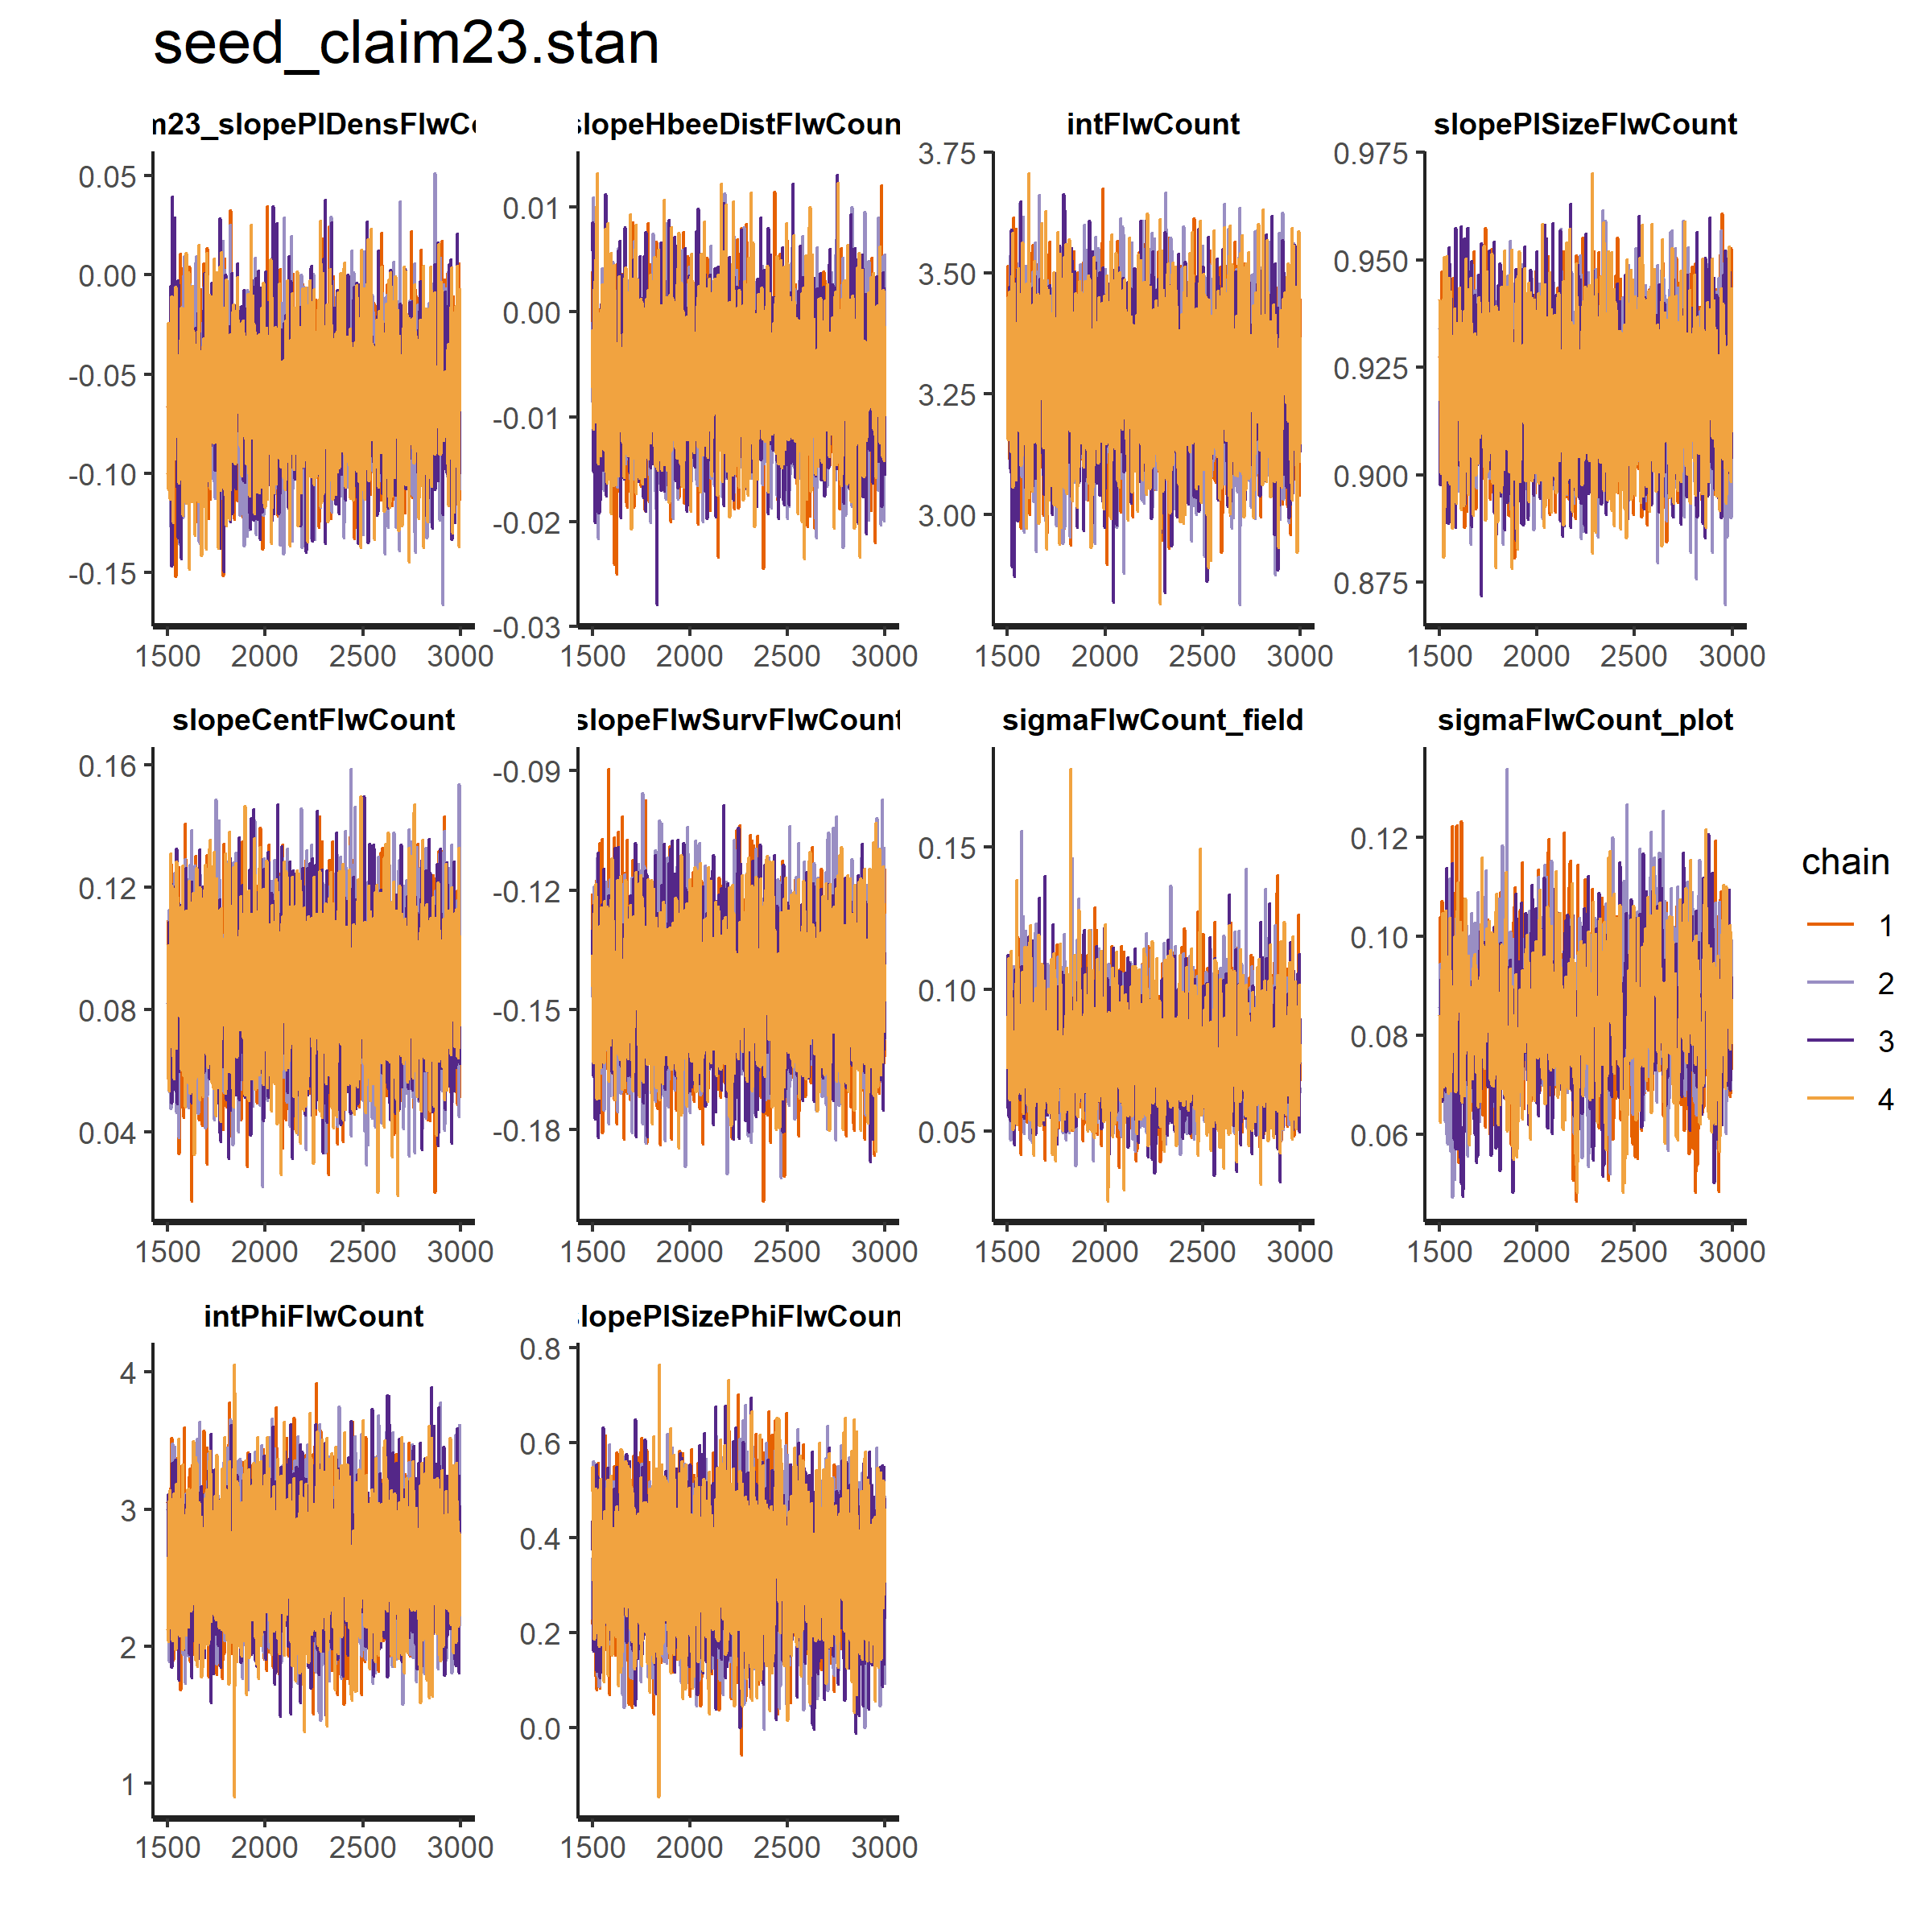 seed_claim23.stan
m23_slopePlDensFlwCo
slopeHbeeDistFlwCoun
intFlwCount
slopePlSizeFlwCount
0.05
0.00
-0.05
-0.10
-0.15
0.01
0.00
-0.01
-0.02
-0.03
3.75
3.50
3.25
3.00
0.975
0.950
0.925
0.900
0.875
1500 2000 2500 3000
1500 2000 2500 3000
1500 2000 2500 3000
1500 2000 2500 3000
slopeCentFlwCount
slopeFlwSurvFlwCount
sigmaFlwCount_field
sigmaFlwCount_plot
0.16
0.12
0.08
0.04
-0.09
-0.12
-0.15
-0.18
0.15
0.10
0.05
0.12
0.10
0.08
0.06
1500 2000 2500 3000
1500 2000 2500 3000
1500 2000 2500 3000
1500 2000 2500 3000
chain
1
2
3
4
intPhiFlwCount
slopePlSizePhiFlwCoun
4
3
2
1
0.8
0.6
0.4
0.2
0.0
1500 2000 2500 3000
1500 2000 2500 3000